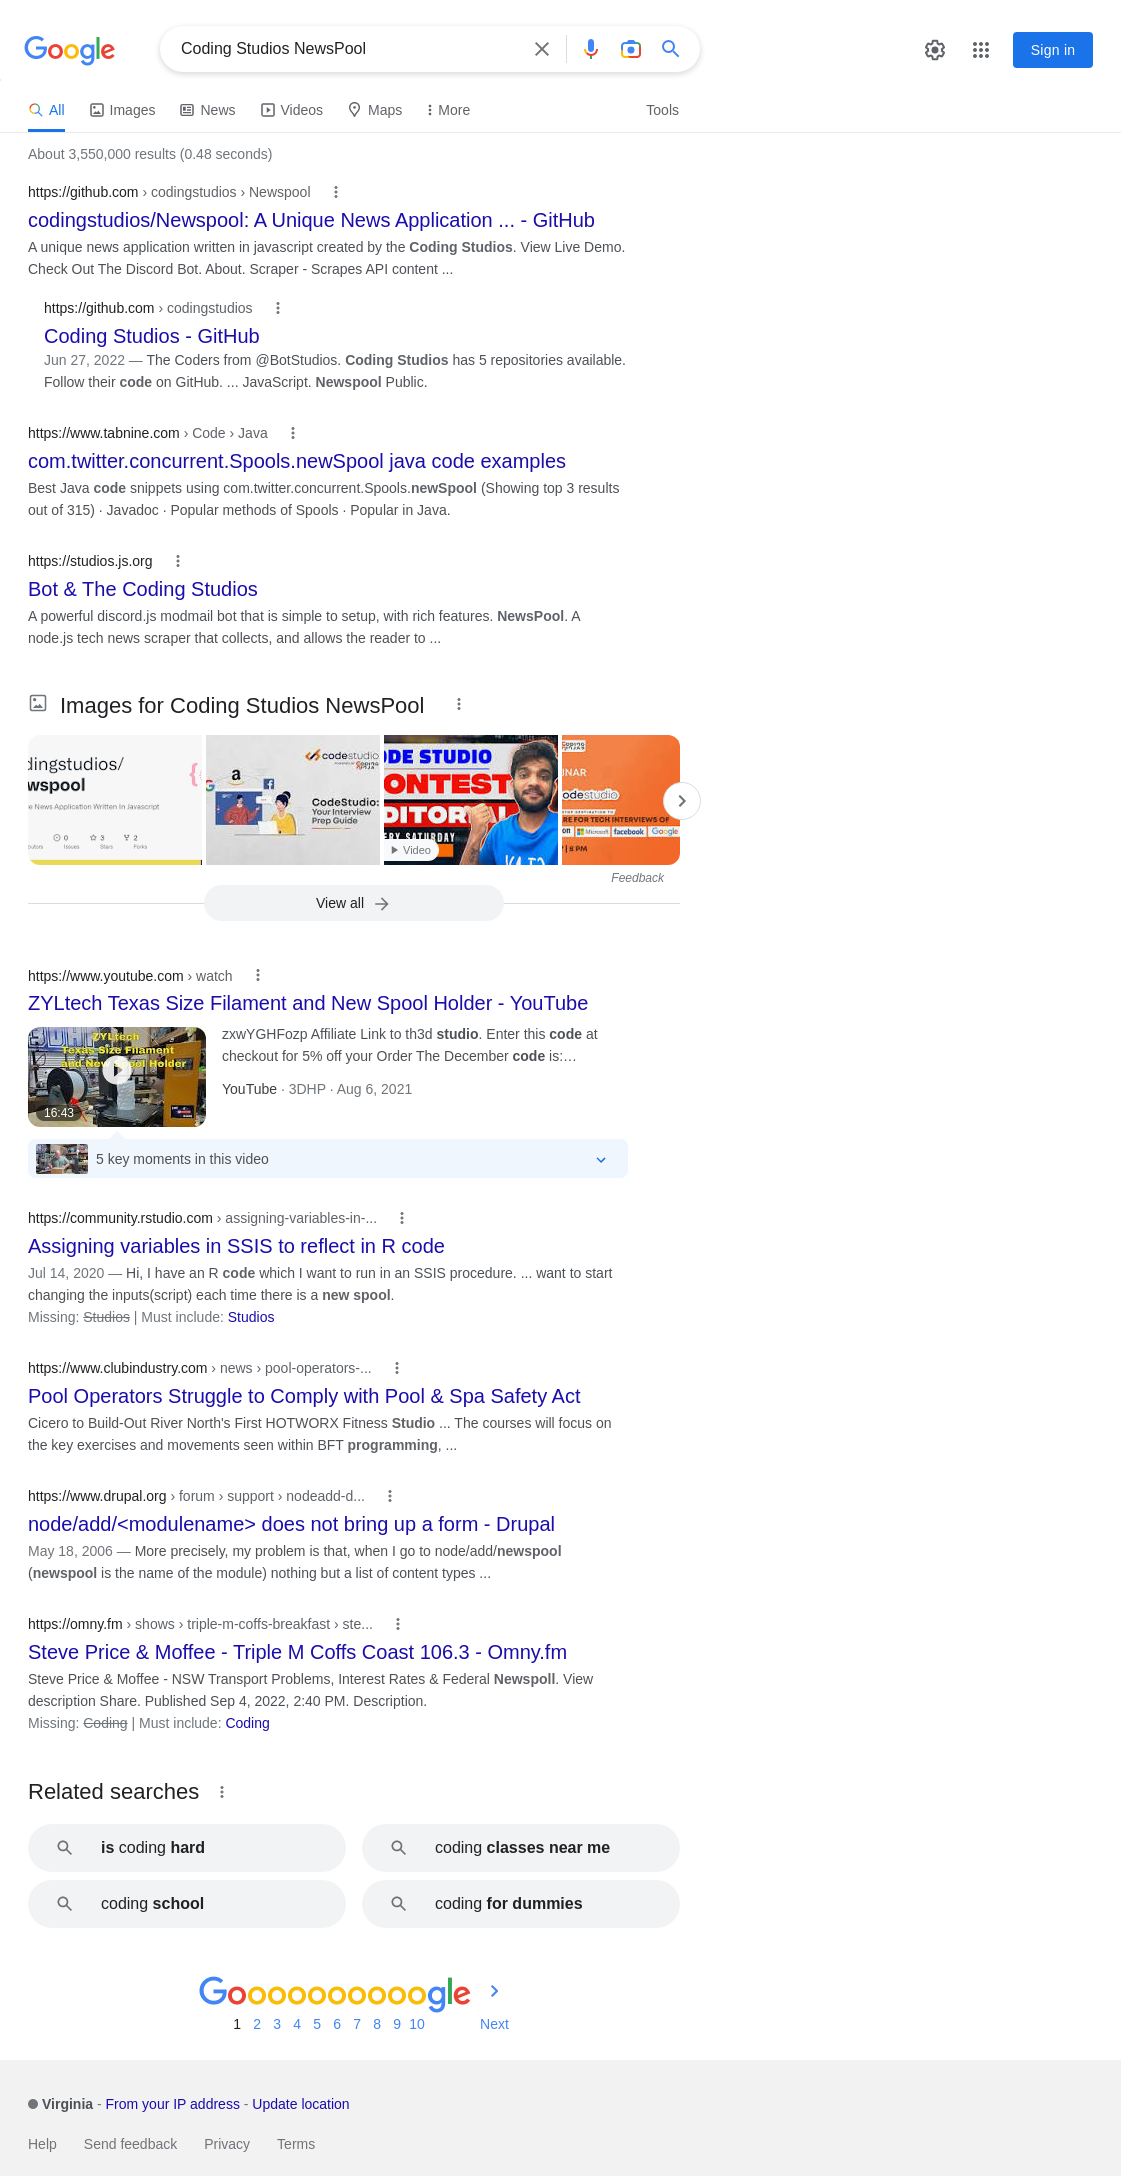 Google
Coding Studios NewsPool
Sign in
All
Images
News
Videos
Maps
More
Tools
About 3,550,000 results (0.48 seconds)
https://github.com › codingstudios › Newspool
codingstudios/Newspool: A Unique News Application ... - GitHub
A unique news application written in javascript created by the Coding Studios. View Live Demo.
Check Out The Discord Bot. About. Scraper - Scrapes API content ...
https://github.com › codingstudios
Coding Studios - GitHub
Jun 27, 2022 — The Coders from @BotStudios. Coding Studios has 5 repositories available.
Follow their code on GitHub. ... JavaScript. Newspool Public.
https://www.tabnine.com › Code › Java
com.twitter.concurrent.Spools.newSpool java code examples
Best Java code snippets using com.twitter.concurrent.Spools.newSpool (Showing top 3 results
out of 315) · Javadoc · Popular methods of Spools · Popular in Java.
https://studios.js.org
Bot & The Coding Studios
A powerful discord.js modmail bot that is simple to setup, with rich features. NewsPool. A
node.js tech news scraper that collects, and allows the reader to ...
Images for Coding Studios NewsPool
dingstudios/
wspool
e News Application Written In Javascript
0
3
2
Issues
Stars
Forks
codestudio
CodeStudio:
Your Interview
Prep Guide
ODE STUDIO
ONTEST
DITORIAL
ERY SATURDAY
Video
INAR
odestudio
RE FOR TECH INTERVIEWS OF
on Microsoft facebook Google
| 8 PM
Feedback
View all
https://www.youtube.com › watch
ZYLtech Texas Size Filament and New Spool Holder - YouTube
ZYLtech
Texas Size Filament
and New Spool Holder
16:43
zxwYGHFozp Affiliate Link to th3d studio. Enter this code at
checkout for 5% off your Order The December code is:…
YouTube · 3DHP · Aug 6, 2021
5 key moments in this video
https://community.rstudio.com › assigning-variables-in-...
Assigning variables in SSIS to reflect in R code
Jul 14, 2020 — Hi, I have an R code which I want to run in an SSIS procedure. ... want to start
changing the inputs(script) each time there is a new spool.
Missing: Studios | Must include: Studios
https://www.clubindustry.com › news › pool-operators-...
Pool Operators Struggle to Comply with Pool & Spa Safety Act
Cicero to Build-Out River North's First HOTWORX Fitness Studio ... The courses will focus on
the key exercises and movements seen within BFT programming, ...
https://www.drupal.org › forum › support › nodeadd-d...
node/add/<modulename> does not bring up a form - Drupal
May 18, 2006 — More precisely, my problem is that, when I go to node/add/newspool
(newspool is the name of the module) nothing but a list of content types ...
https://omny.fm › shows › triple-m-coffs-breakfast › ste...
Steve Price & Moffee - Triple M Coffs Coast 106.3 - Omny.fm
Steve Price & Moffee - NSW Transport Problems, Interest Rates & Federal Newspoll. View
description Share. Published Sep 4, 2022, 2:40 PM. Description.
Missing: Coding | Must include: Coding
Related searches
is coding hard
coding classes near me
coding school
coding for dummies
Goooooooooogle
1 2 3 4 5 6 7 8 9 10 Next
Virginia - From your IP address - Update location
Help Send feedback Privacy Terms